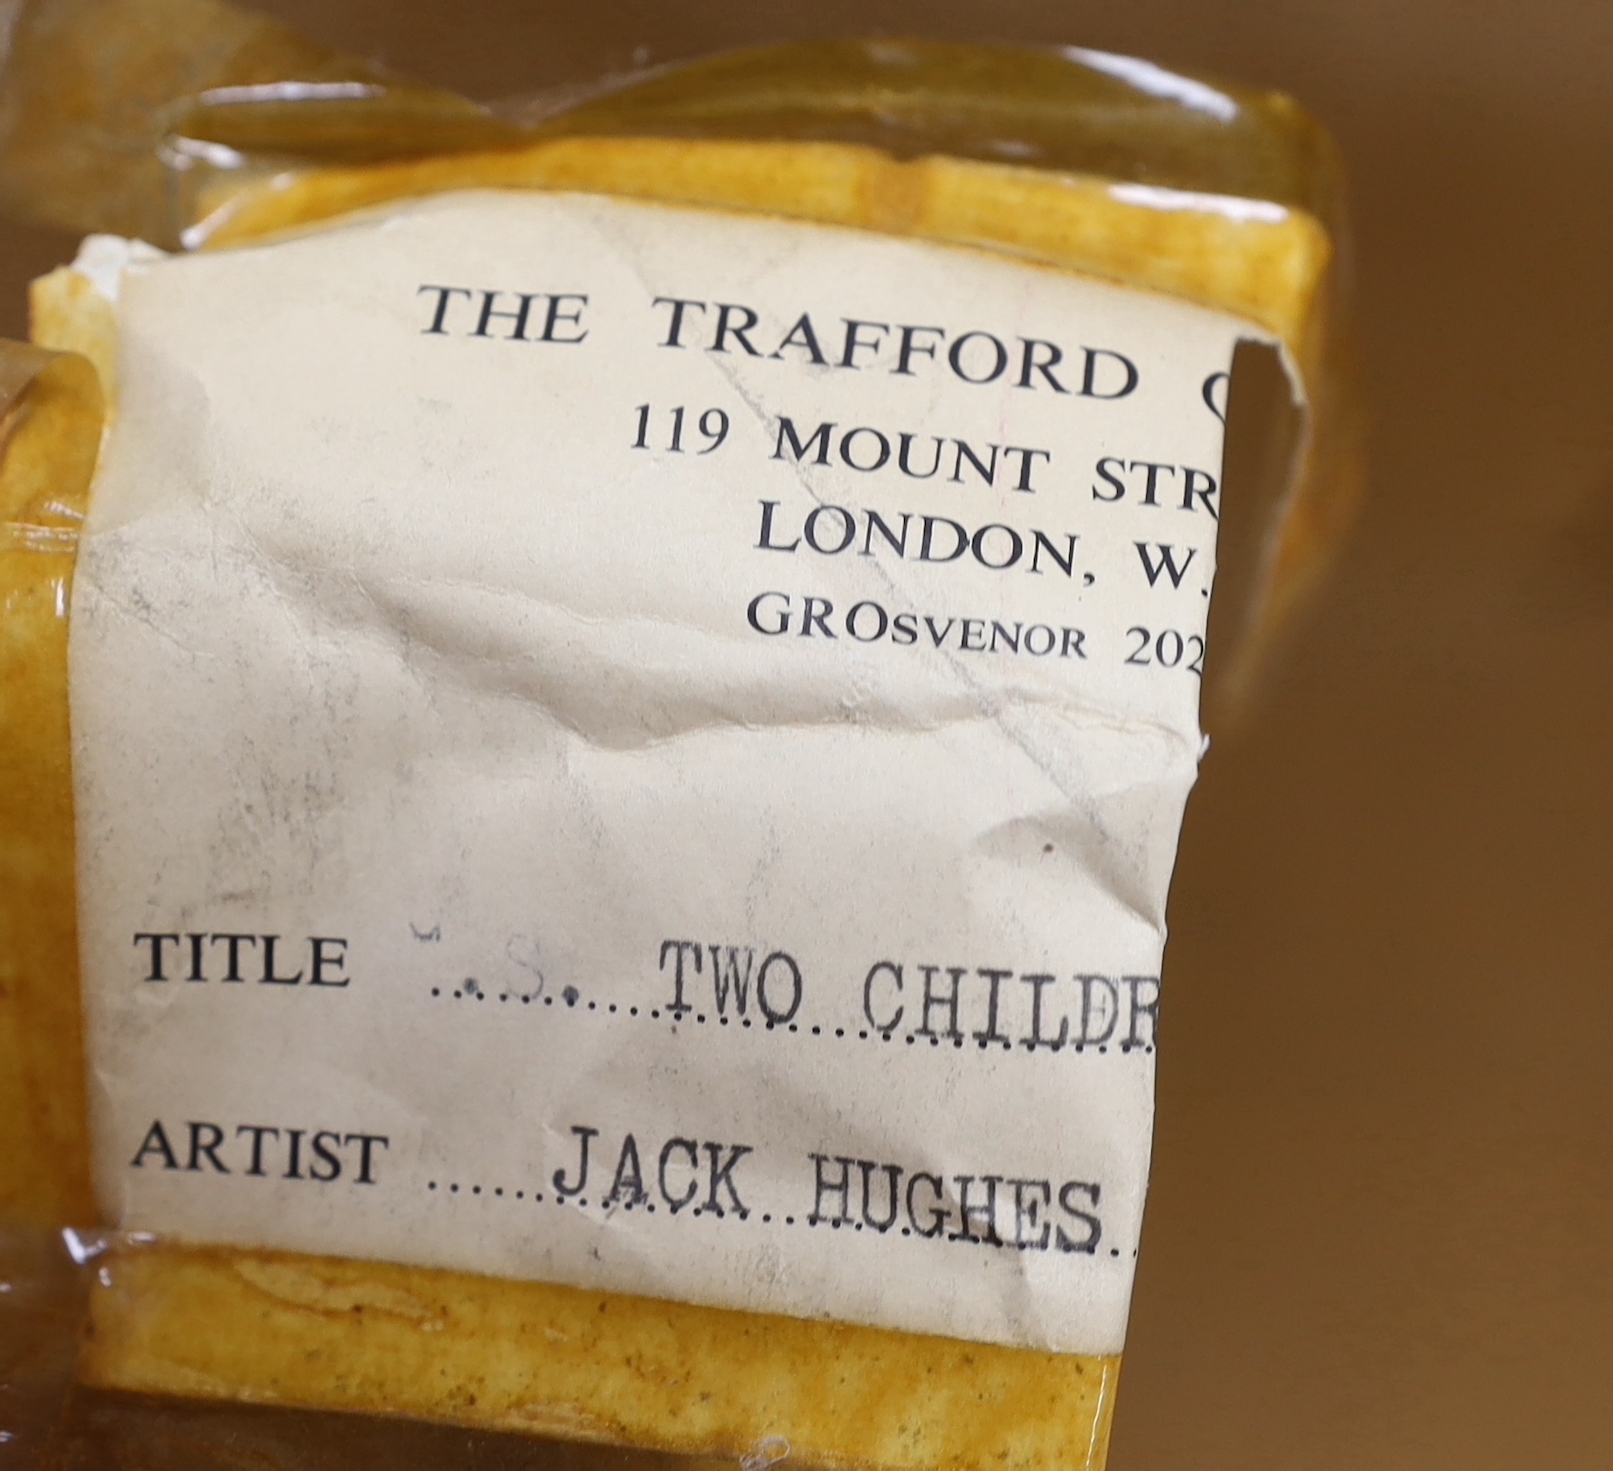 THE TRAFFORD
119 MOUNT STR
LONDON, W.
GROSVENOR 202
TITLE ............ TWO CHILDR
ARTIST ...... JACK HUGHES..